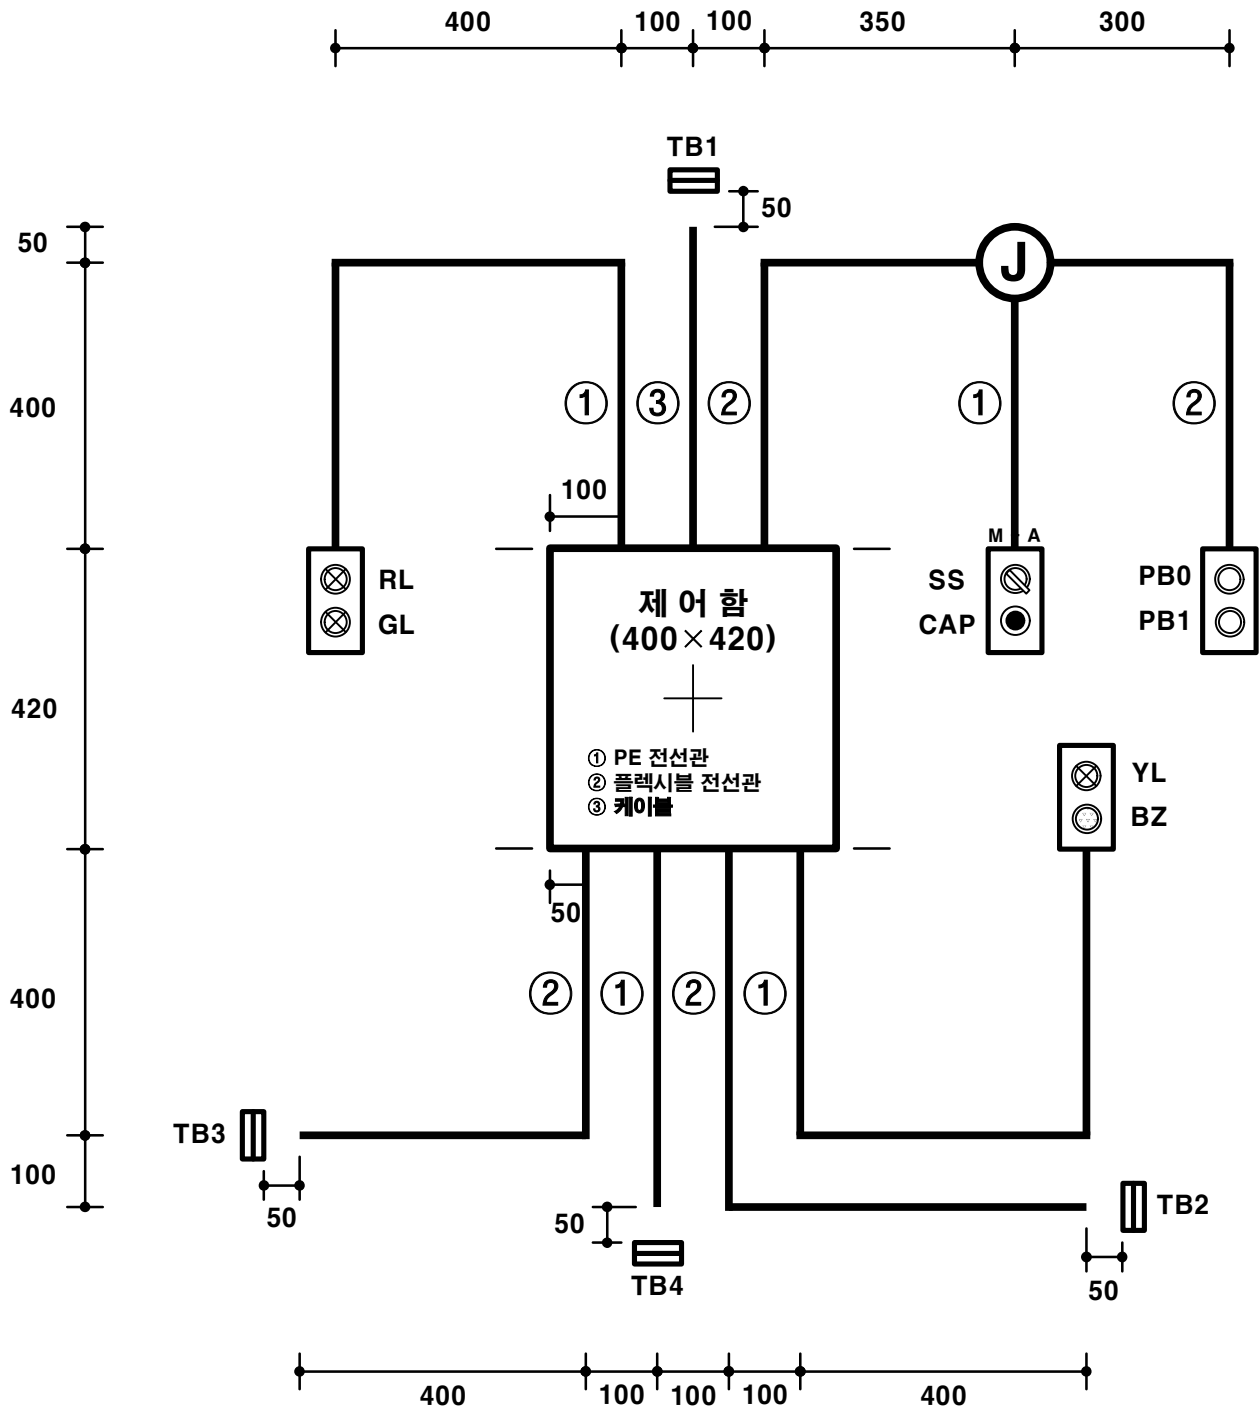 400 100 100 350 300
TB1
50
50
J
400
① ③ ② ① ②
100
M A
RL
GL
SS
CAP
PB0
PB1
제 어 함
(400×420)
420
① PE 전선관
② 플렉시블 전선관
③ 케이블
YL
BZ
50
400
② ① ② ①
TB3
100
50
50
TB4
TB2
50
400 100 100 100 400